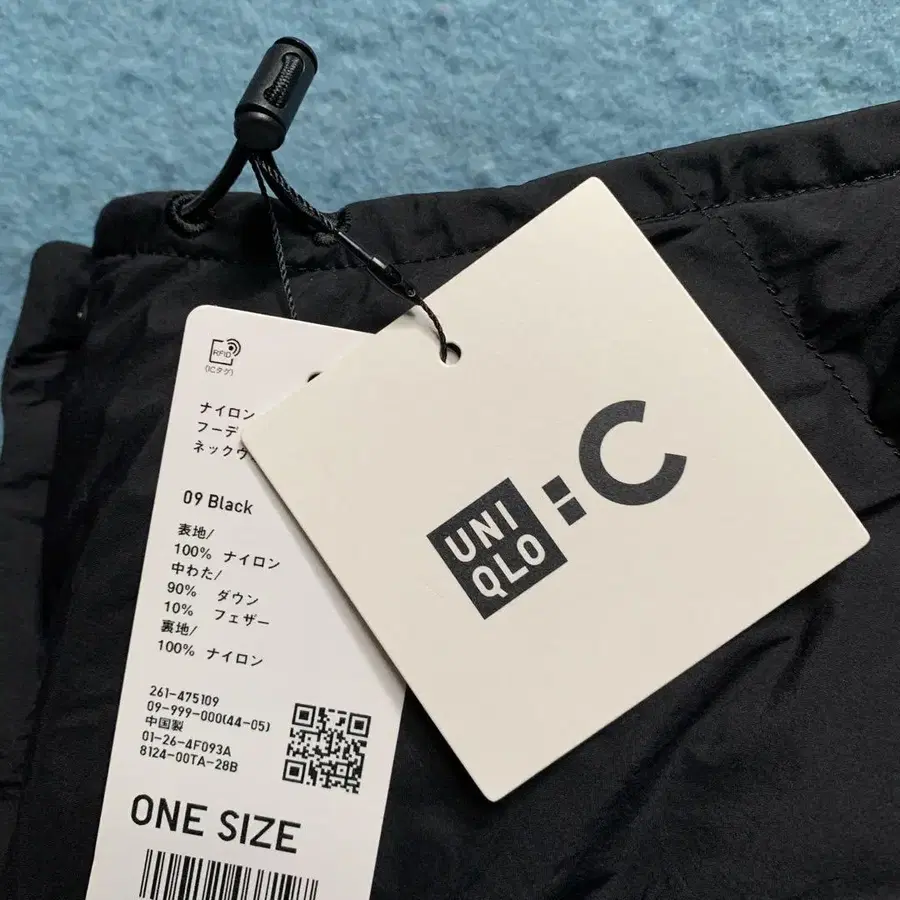 RFID
(ICタグ)
ナイロン
フーデ
ネックウ
09 Black
表地/
100% ナイロン
中わた/
90% ダウン
10% フェザー
裏地/
100% ナイロン
261-475109
09-999-000(44-05)
中国製
01-26-4F093A
8124-00TA-28B
ONE SIZE
UNI
QLO
:C